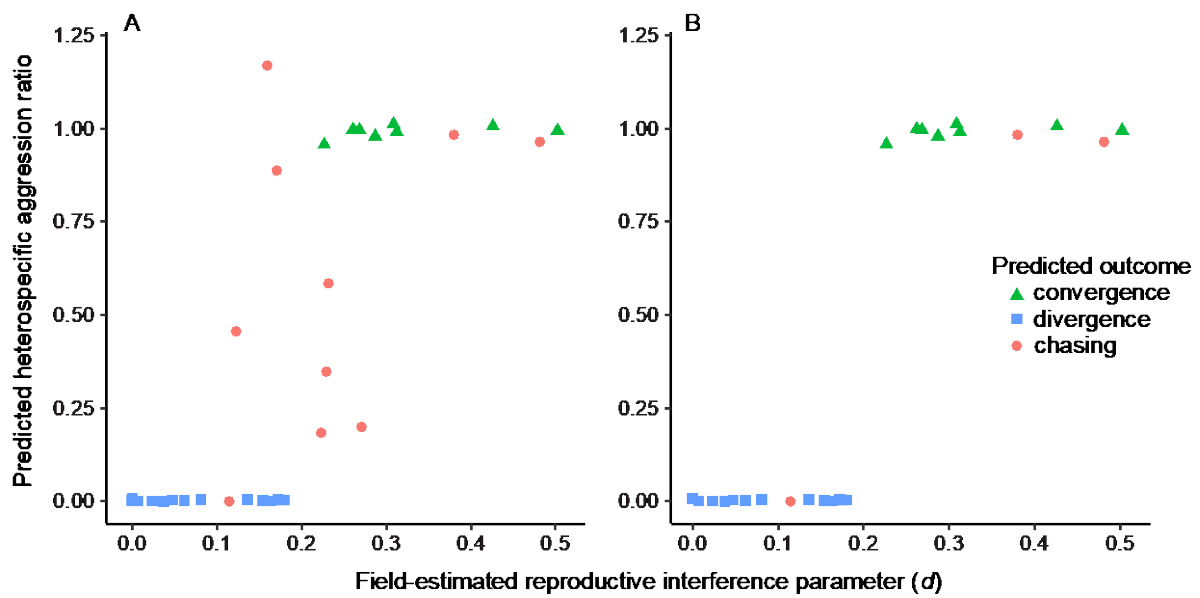 A
B
Predicted heterospecific aggression ratio
1.25
1.00
0.75
0.50
0.25
0.00
0.0 0.1 0.2 0.3 0.4 0.5
1.25
1.00
0.75
0.50
0.25
0.00
0.0 0.1 0.2 0.3 0.4 0.5
Predicted outcome
convergence
divergence
chasing
Field-estimated reproductive interference parameter (d)